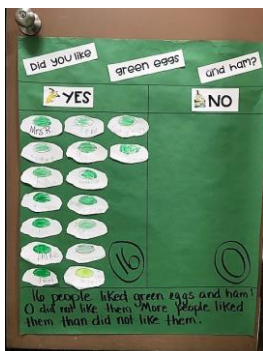 Did you like green eggs and ham?
YES NO
Mrs. R
16 0
16 people liked green eggs and ham!
0 did not like them. More people liked
them than did not like them.